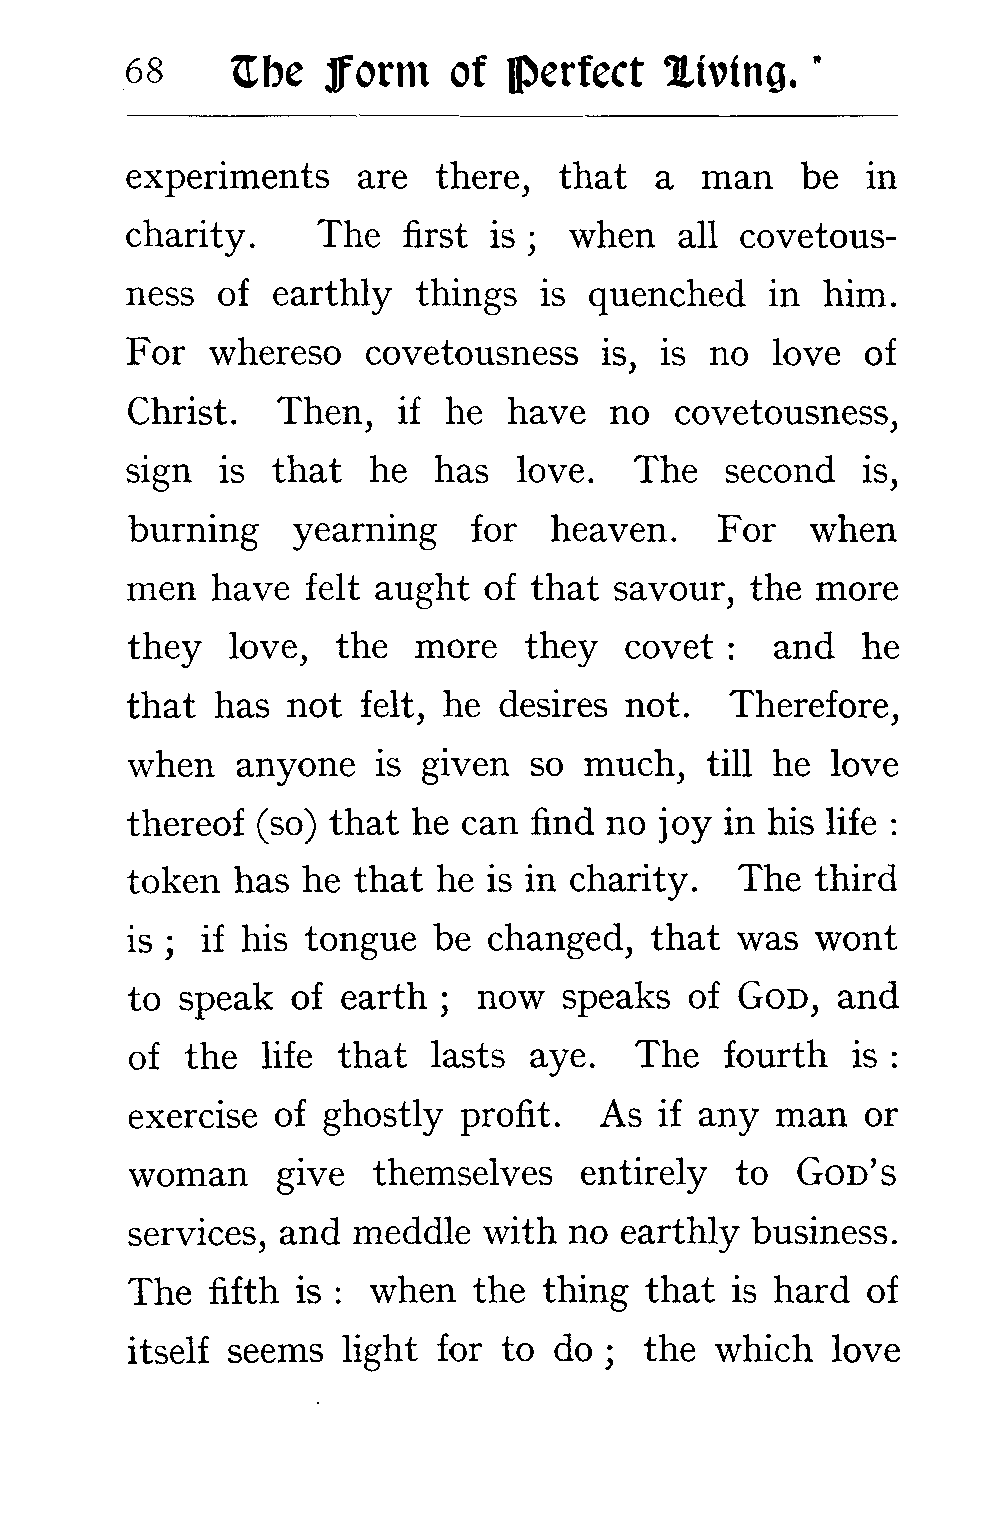 68 The Form of Perfect Living.
experiments are there, that a man be in
charity. The first is ; when all covetous-
ness of earthly things is quenched in him.
For whereso covetousness is, is no love of
Christ. Then, if he have no covetousness,
sign is that he has love. The second is,
burning yearning for heaven. For when
men have felt aught of that savour, the more
they love, the more they covet : and he
that has not felt, he desires not. Therefore,
when anyone is given so much, till he love
thereof (so) that he can find no joy in his life :
token has he that he is in charity. The third
is ; if his tongue be changed, that was wont
to speak of earth ; now speaks of GOD, and
of the life that lasts aye. The fourth is :
exercise of ghostly profit. As if any man or
woman give themselves entirely to GOD'S
services, and meddle with no earthly business.
The fifth is : when the thing that is hard of
itself seems light for to do ; the which love